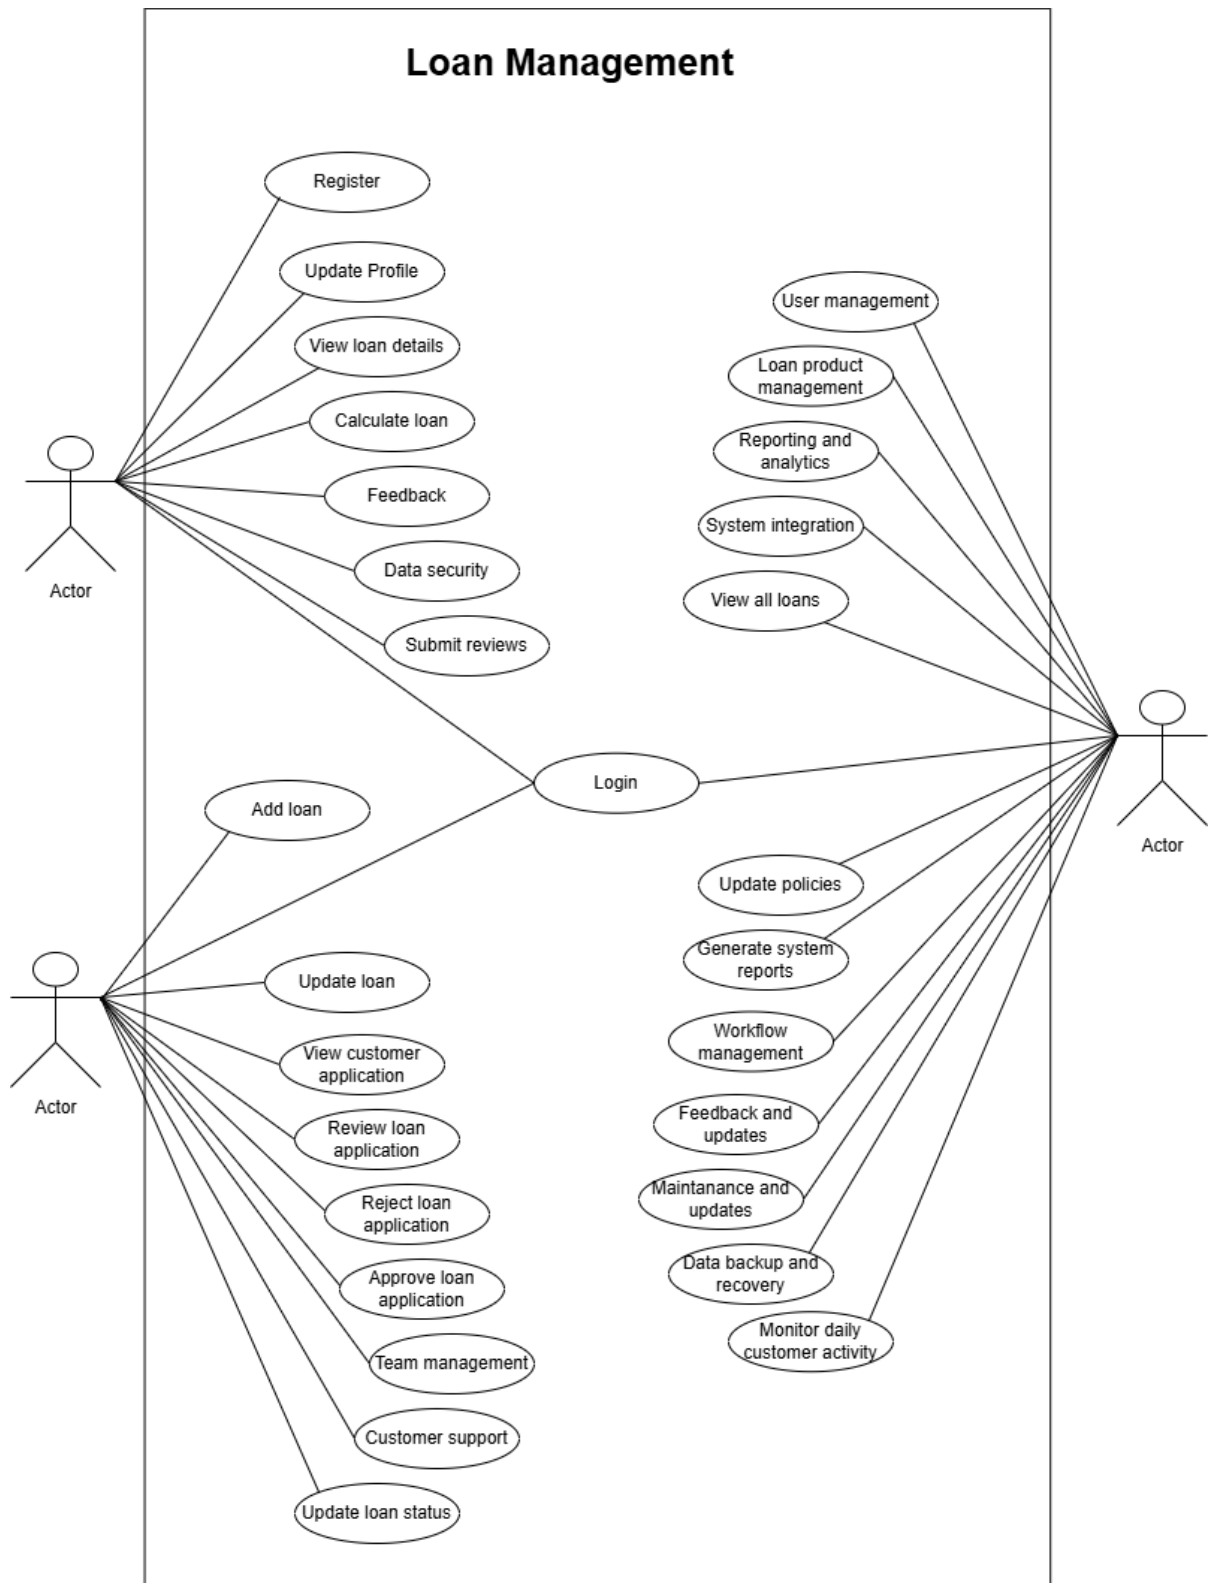 Loan Management
Register
Update Profile
View loan details
Calculate loan
Feedback
Data security
Submit reviews
Actor
User management
Loan product
management
Reporting and
analytics
System integration
View all loans
Login
Actor
Add loan
Update loan
View customer
application
Review loan
application
Reject loan
application
Approve loan
application
Team management
Customer support
Update loan status
Actor
Update policies
Generate system
reports
Workflow
management
Feedback and
updates
Maintanance and
updates
Data backup and
recovery
Monitor daily
customer activity